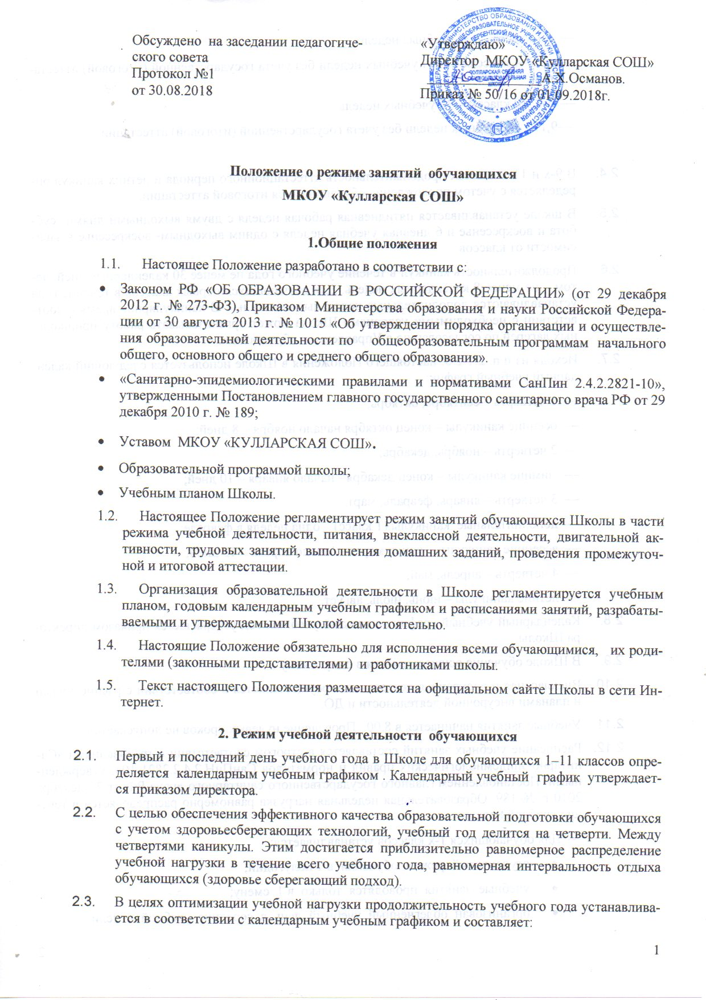 Обсуждено на заседании педагогиче-
ского совета
Протокол №1
от 30.08.2018
«Утверждаю»
Директор МКОУ «Кулларская СОШ»
А.Х.Османов.
Приказ № 50/16 от 01.09.2018г.
МКОУ
КУЛЛАРСКАЯ СРЕДНЯЯ
ОБЩЕОБРАЗОВАТЕЛЬНАЯ
ШКОЛА
Положение о режиме занятий обучающихся
МКОУ «Кулларская СОШ»
1.Общие положения
1.1. Настоящее Положение разработано в соответствии с:
• Законом РФ «ОБ ОБРАЗОВАНИИ В РОССИЙСКОЙ ФЕДЕРАЦИИ» (от 29 декабря
2012 г. № 273-ФЗ), Приказом Министерства образования и науки Российской Федера-
ции от 30 августа 2013 г. № 1015 «Об утверждении порядка организации и осуществле-
ния образовательной деятельности по общеобразовательным программам начального
общего, основного общего и среднего общего образования».
• «Санитарно-эпидемиологическими правилами и нормативами СанПин 2.4.2.2821-10»,
утвержденными Постановлением главного государственного санитарного врача РФ от 29
декабря 2010 г. № 189;
• Уставом МКОУ «КУЛЛАРСКАЯ СОШ».
• Образовательной программой школы;
• Учебным планом Школы.
1.2. Настоящее Положение регламентирует режим занятий обучающихся Школы в части
режима учебной деятельности, питания, внеклассной деятельности, двигательной ак-
тивности, трудовых занятий, выполнения домашних заданий, проведения промежуточ-
ной и итоговой аттестации.
1.3. Организация образовательной деятельности в Школе регламентируется учебным
планом, годовым календарным учебным графиком и расписаниями занятий, разрабаты-
ваемыми и утверждаемыми Школой самостоятельно.
1.4. Настоящие Положение обязательно для исполнения всеми обучающимися, их роди-
телями (законными представителями) и работниками школы.
1.5. Текст настоящего Положения размещается на официальном сайте Школы в сети Ин-
тернет.
2. Режим учебной деятельности обучающихся
2.1. Первый и последний день учебного года в Школе для обучающихся 1–11 классов опре-
деляется календарным учебным графиком . Календарный учебный график утверждает-
ся приказом директора.
2.2. С целью обеспечения эффективного качества образовательной подготовки обучающихся
с учетом здоровьесберегающих технологий, учебный год делится на четверти. Между
четвертями каникулы. Этим достигается приблизительно равномерное распределение
учебной нагрузки в течение всего учебного года, равномерная интервальность отдыха
обучающихся (здоровье сберегающий подход).
2.3. В целях оптимизации учебной нагрузки продолжительность учебного года устанавлива-
ется в соответствии с календарным учебным графиком и составляет:
1